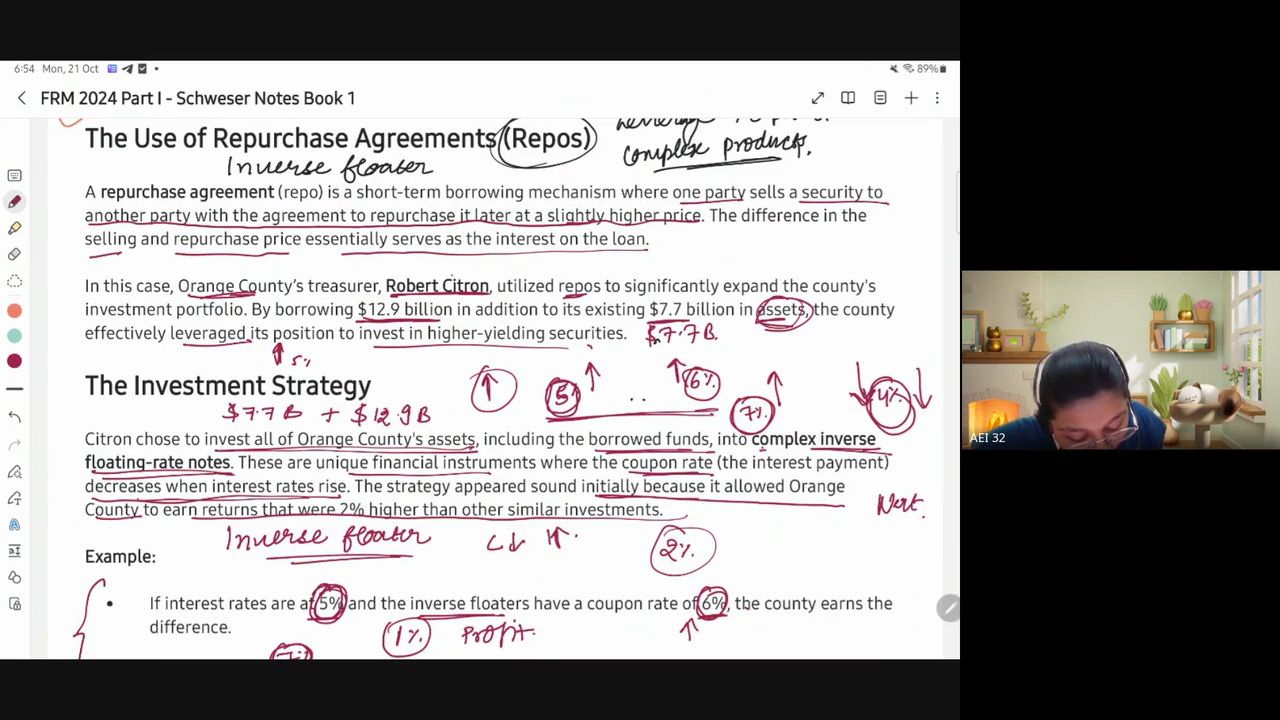 6:54 Mon, 21 Oct
89%
FRM 2024 Part I - Schweser Notes Book 1
The Use of Repurchase Agreements (Repos)
complex products.
Inverse floater
A repurchase agreement (repo) is a short-term borrowing mechanism where one party sells a security to
another party with the agreement to repurchase it later at a slightly higher price. The difference in the
selling and repurchase price essentially serves as the interest on the loan.
In this case, Orange County's treasurer, Robert Citron, utilized repos to significantly expand the county's
investment portfolio. By borrowing $12.9 billion in addition to its existing $7.7 billion in assets, the county
effectively leveraged its position to invest in higher-yielding securities. $7.7B.
5%
The Investment Strategy
5 .. 6% 7% 4%
$7.7B + $12.9B
Citron chose to invest all of Orange County's assets, including the borrowed funds, into complex inverse
floating-rate notes. These are unique financial instruments where the coupon rate (the interest payment)
decreases when interest rates rise. The strategy appeared sound initially because it allowed Orange
County to earn returns that were 2% higher than other similar investments.
Inverse floater 2%
Example:
• If interest rates are at 5% and the inverse floaters have a coupon rate of 6%, the county earns the
difference.
1% Profit.
7%
AEI 32